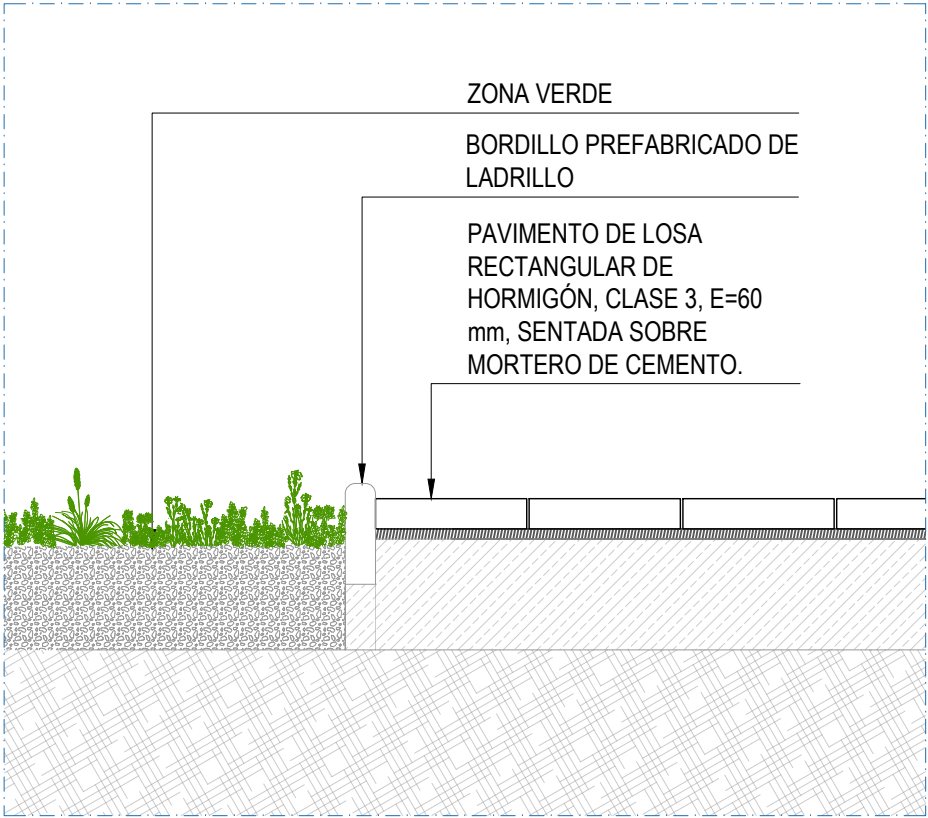 ZONA VERDE
BORDILLO PREFABRICADO DE
LADRILLO
PAVIMENTO DE LOSA
RECTANGULAR DE
HORMIGÓN, CLASE 3, E=60
mm, SENTADA SOBRE
MORTERO DE CEMENTO.